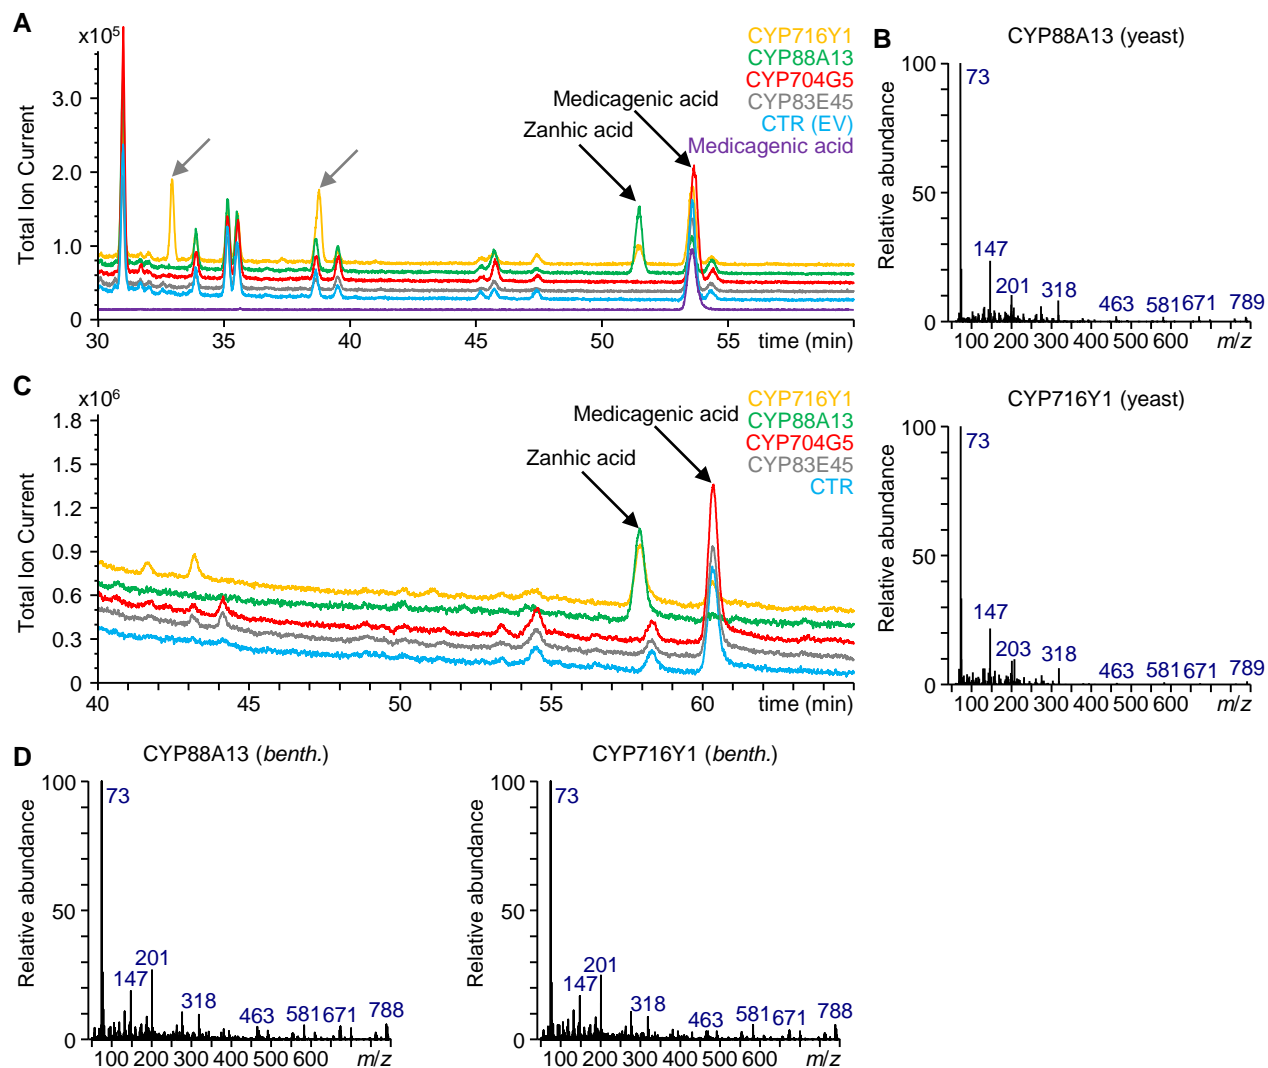 A
x10⁵
Total Ion Current
3.0
2.0
1.0
0
30
35
40
45
50
55
time (min)
CYP716Y1
CYP88A13
CYP704G5
CYP83E45
CTR (EV)
Medicagenic acid
Medicagenic acid
Zanhic acid
B
CYP88A13 (yeast)
Relative abundance
100
50
0
73
147
201
318
463
581
671
789
100 200 300 400 500 600 m/z
C
x10⁶
Total Ion Current
1.8
1.5
1.2
0.9
0.6
0.3
0
40
45
50
55
60
time (min)
CYP716Y1
CYP88A13
CYP704G5
CYP83E45
CTR
Medicagenic acid
Zanhic acid
CYP716Y1 (yeast)
Relative abundance
100
50
0
73
147
203
318
463
581
671
789
100 200 300 400 500 600 m/z
D
CYP88A13 (benth.)
Relative abundance
100
50
0
73
147
201
318
463
581
671
788
100 200 300 400 500 600 m/z
CYP716Y1 (benth.)
Relative abundance
100
50
0
73
147
201
318
463
581
671
788
100 200 300 400 500 600 m/z